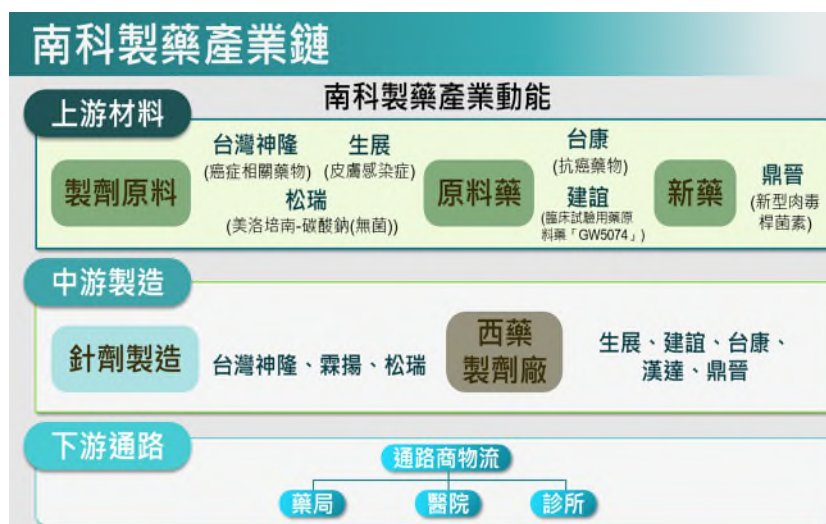 南科製藥產業鏈
南科製藥產業動能
上游材料
製劑原料
台灣神隆
(癌症相關藥物)
生展
(皮膚感染症)
松瑞
(美洛培南-碳酸鈉(無菌))
原料藥
台康
(抗癌藥物)
建誼
(臨床試驗用藥原
料藥「GW5074」)
新藥
鼎晉
(新型肉毒
桿菌素)
中游製造
針劑製造
台灣神隆、霖揚、松瑞
西藥
製劑廠
生展、建誼、台康、
漢達、鼎晉
下游通路
通路商物流
藥局
醫院
診所